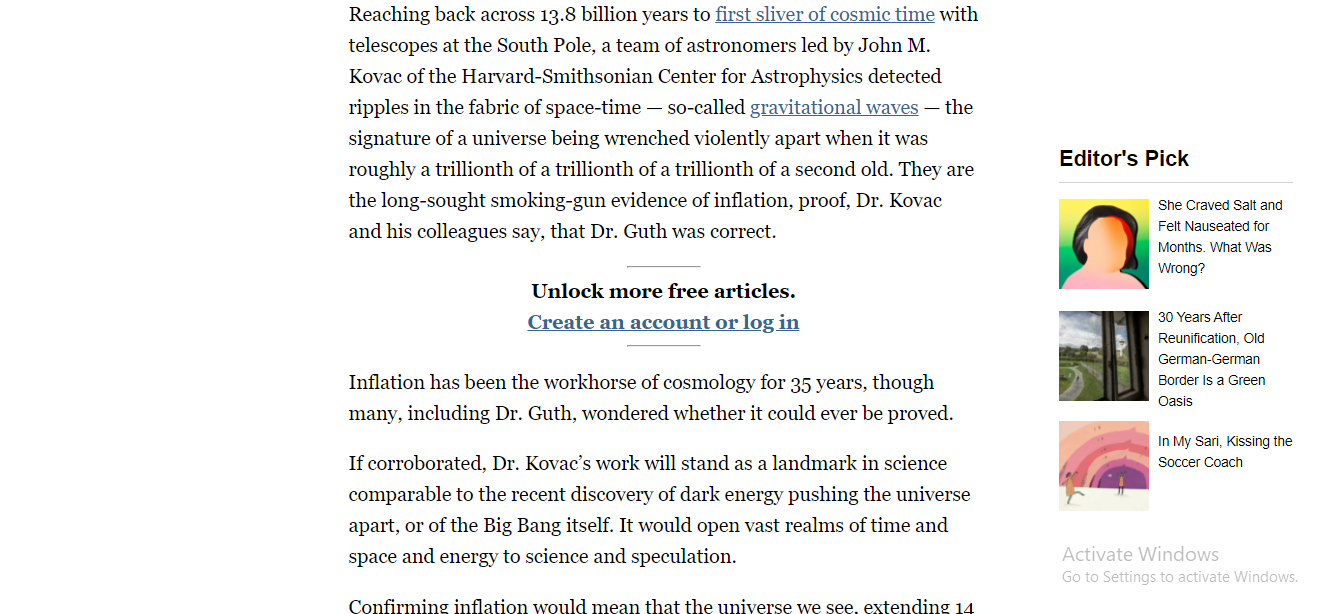 Reaching back across 13.8 billion years to first sliver of cosmic time with
telescopes at the South Pole, a team of astronomers led by John M.
Kovac of the Harvard-Smithsonian Center for Astrophysics detected
ripples in the fabric of space-time — so-called gravitational waves — the
signature of a universe being wrenched violently apart when it was
roughly a trillionth of a trillionth of a trillionth of a second old. They are
the long-sought smoking-gun evidence of inflation, proof, Dr. Kovac
and his colleagues say, that Dr. Guth was correct.
Unlock more free articles.
Create an account or log in
Inflation has been the workhorse of cosmology for 35 years, though
many, including Dr. Guth, wondered whether it could ever be proved.
If corroborated, Dr. Kovac’s work will stand as a landmark in science
comparable to the recent discovery of dark energy pushing the universe
apart, or of the Big Bang itself. It would open vast realms of time and
space and energy to science and speculation.
Confirming inflation would mean that the universe we see, extending 14
Editor's Pick
She Craved Salt and
Felt Nauseated for
Months. What Was
Wrong?
30 Years After
Reunification, Old
German-German
Border Is a Green
Oasis
In My Sari, Kissing the
Soccer Coach
Activate Windows
Go to Settings to activate Windows.